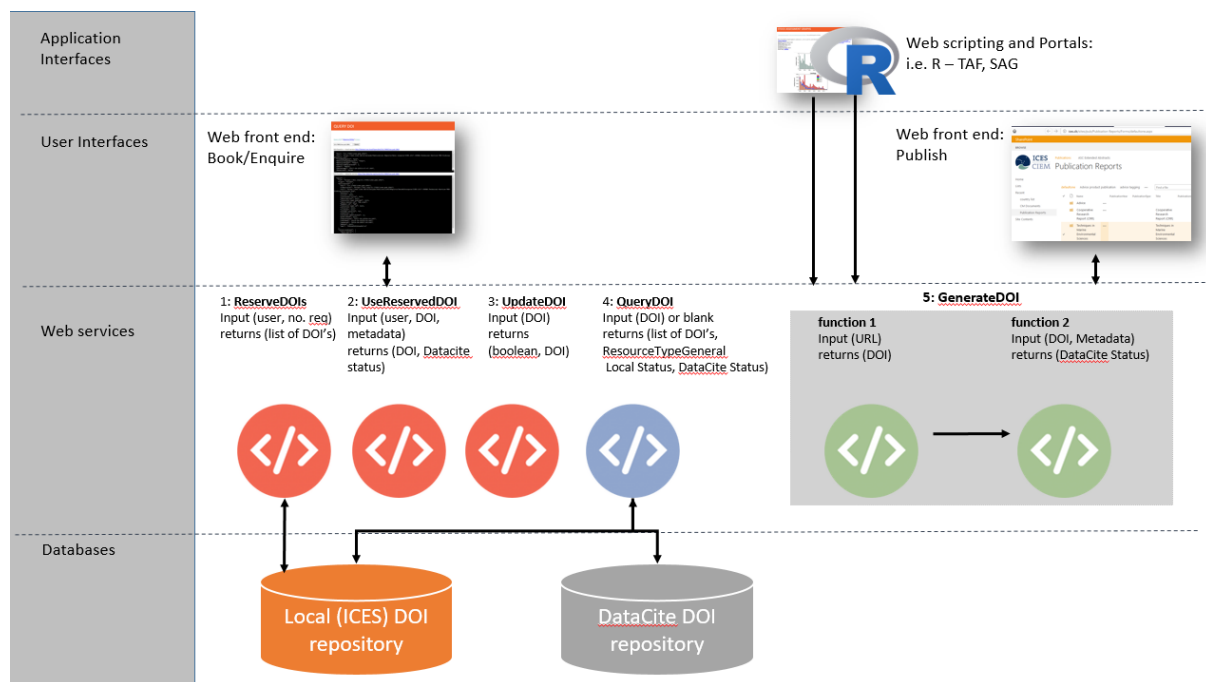 Application
Interfaces
Web scripting and Portals:
i.e. R – TAF, SAG
R
User Interfaces
Web front end:
Book/Enquire
QUERY DOI
Web front end:
Publish
ICES
CIEM
Publication Reports
Web services
1: ReserveDOIs
Input (user, no. req)
returns (list of DOI's)
2: UseReservedDOI
Input (user, DOI,
metadata)
returns (DOI, Datacite
status)
3: UpdateDOI
Input (DOI)
returns
(boolean, DOI)
4: QueryDOI
Input (DOI) or blank
returns (list of DOI's,
ResourceTypeGeneral
Local Status, DataCite Status)
5: GenerateDOI
function 1
Input (URL)
returns (DOI)
function 2
Input (DOI, Metadata)
returns (DataCite Status)
</>
</>
</>
</>
</>
</>
Databases
Local (ICES) DOI
repository
DataCite DOI
repository